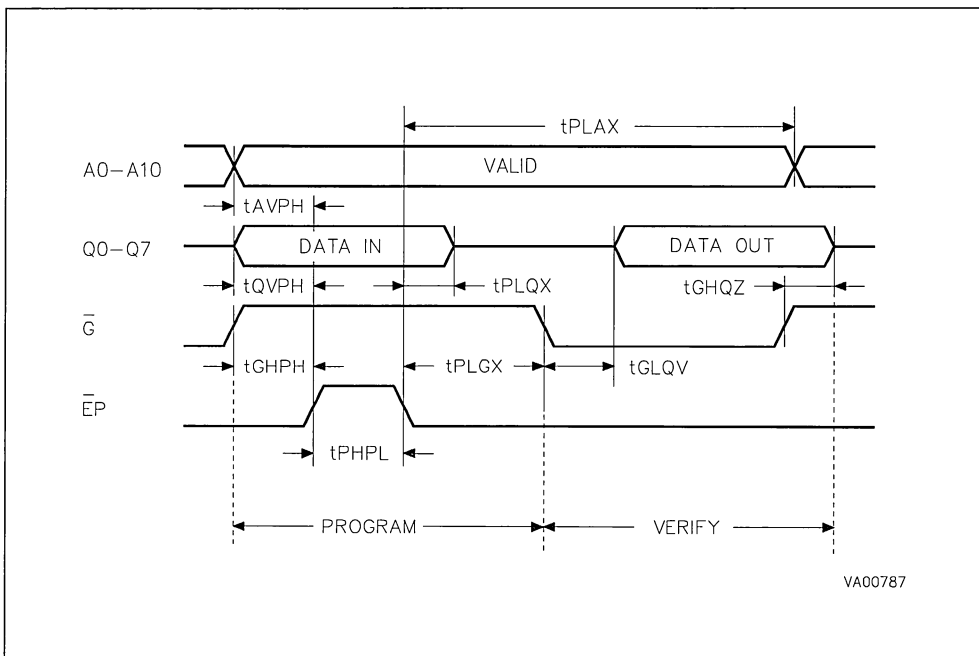 tPLAX
A0–A10
VALID
tAVPH
Q0–Q7
DATA IN
DATA OUT
tQVPH
tPLQX
tGHQZ
G̅
tGHPH
tPLGX
tGLQV
E̅P
tPHPL
PROGRAM
VERIFY
VA00787